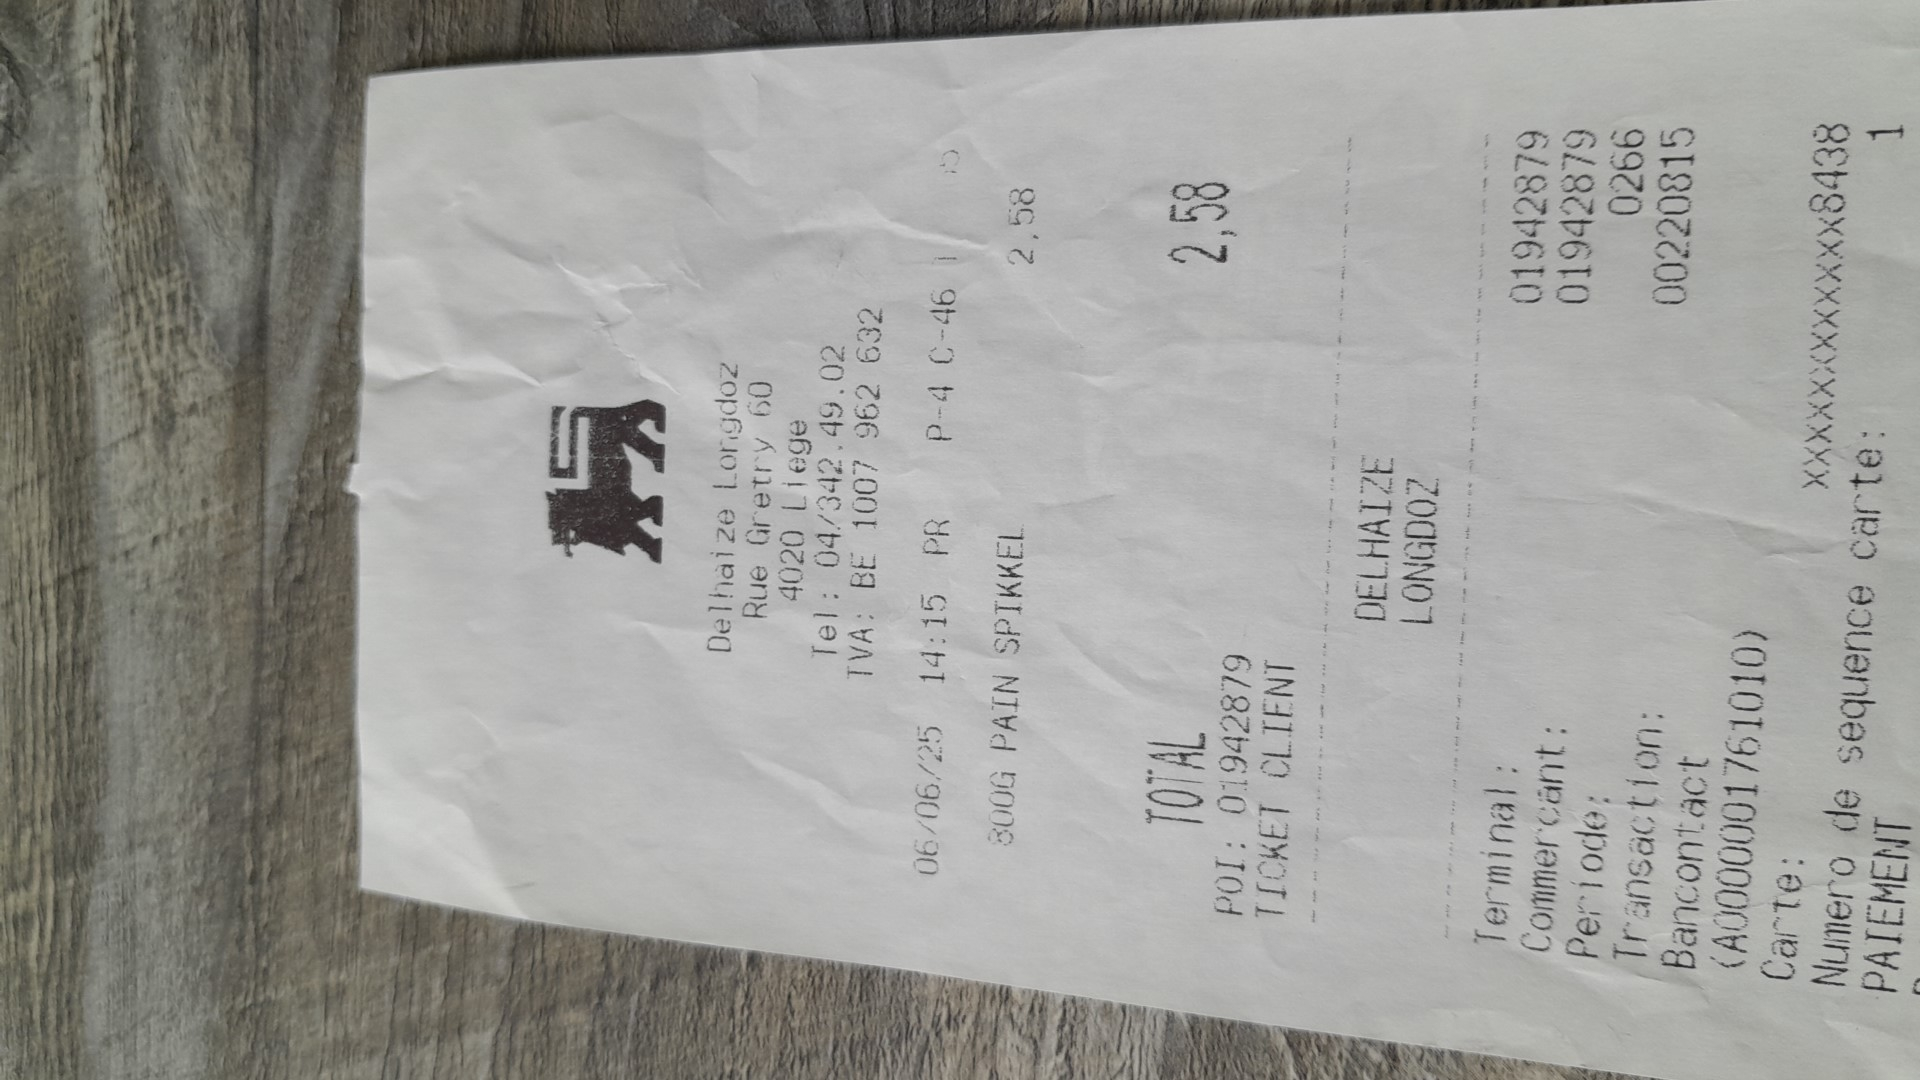 Delhaize Longdoz
Rue Gretry 60
4020 Liege
Tel: 04/342.49.02
TVA: BE 1007 962 632
06/06/25 14:15 PR P-4 C-46
800G PAIN SPIKKEL 2,58
TOTAL 2,58
POI: 01942879
TICKET CLIENT
DELHAIZE
LONGDOZ
Terminal: 01942879
Commercant: 01942879
Periode: 0266
Transaction: 00220815
Bancontact
(A0000001761010)
Carte: xxxxxxxxxxxxx8438
Numero de sequence carte: 1
PAIEMENT